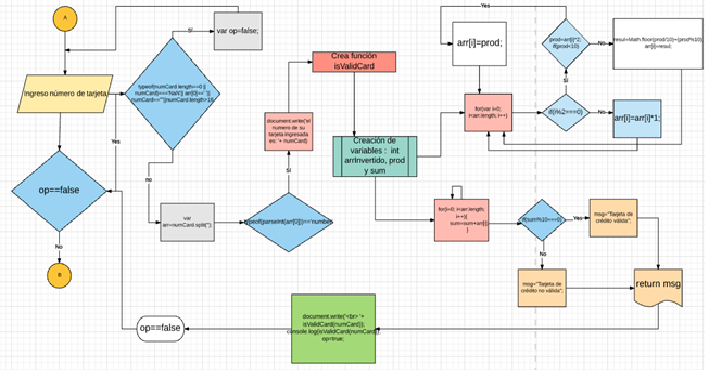 A
Si
var op=false;
Ingreso número de tarjeta
typeof(numCard.length==0 ||
numCard)==='NaN'|| arr[0]==' '||
numCard==""||numCard.length>16
Yes
op==false
No
B
no
var
arr=numCard.split('');
document.write('el
número de su
tarjeta ingresada
es: '+ numCard)
si
typeof(parseInt(arr[0]))=='number'
Crea función
isValidCard
Creación de
variables : int
arrInvertido, prod
y sum
Yes
arr[i]=prod;
prod=arr[i]*2;
if(prod<10)
No
resul=Math.floor(prod/10)+(prod%10);
arr[i]=resul;
si
for(var i=0;
i<arr.length; i++)
if(i%2===0)
No
arr[i]=arr[i]*1;
for(i=0; i<arr.length;
i++){
sum=sum+arr[i];
}
if(sum%10===0)
Yes
msg="Tarjeta de
crédito válida";
No
msg="Tarjeta de
crédito no válida";
return msg
document.write('<br> '+
isValidCard(numCard));
console.log(isValidCard(numCard));
op=true;
op==false